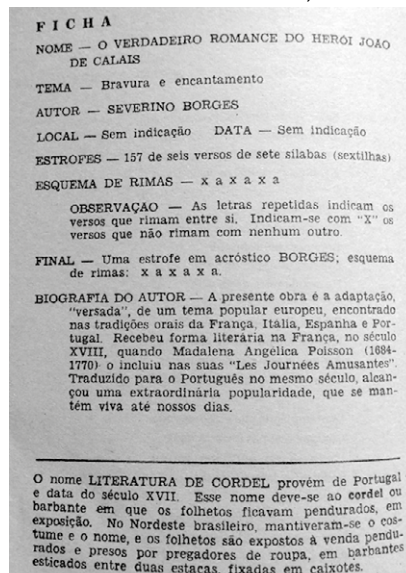 FICHA
NOME — O VERDADEIRO ROMANCE DO HERÓI JOAO
DE CALAIS
TEMA — Bravura e encantamento
AUTOR — SEVERINO BORGES
LOCAL — Sem indicação DATA — Sem indicação
ESTROFES — 157 de seis versos de sete sílabas (sextilhas)
ESQUEMA DE RIMAS — x a x a x a
OBSERVAÇAO — As letras repetidas indicam os
versos que rimam entre si. Indicam-se com "X" os
versos que não rimam com nenhum outro.
FINAL — Uma estrofe em acróstico BORGES; esquema
de rimas: x a x a x a.
BIOGRAFIA DO AUTOR — A presente obra é a adaptação,
"versada", de um tema popular europeu, encontrado
nas tradições orais da França, Itália, Espanha e Por-
tugal. Recebeu forma literária na França, no século
XVIII, quando Madalena Angélica Poisson (1684-
1770) o incluiu nas suas "Les Journées Amusantes".
Traduzido para o Português no mesmo século, alcan-
çou uma extraordinária popularidade, que se man-
tém viva até nossos dias.
O nome LITERATURA DE CORDEL provém de Portugal
e data do século XVII. Esse nome deve-se ao cordel ou
barbante em que os folhetos ficavam pendurados, em
exposição. No Nordeste brasileiro, mantiveram-se o cos-
tume e o nome, e os folhetos são expostos à venda pendu-
rados e presos por pregadores de roupa, em barbantes
esticados entre duas estacas, fixadas em caixotes.